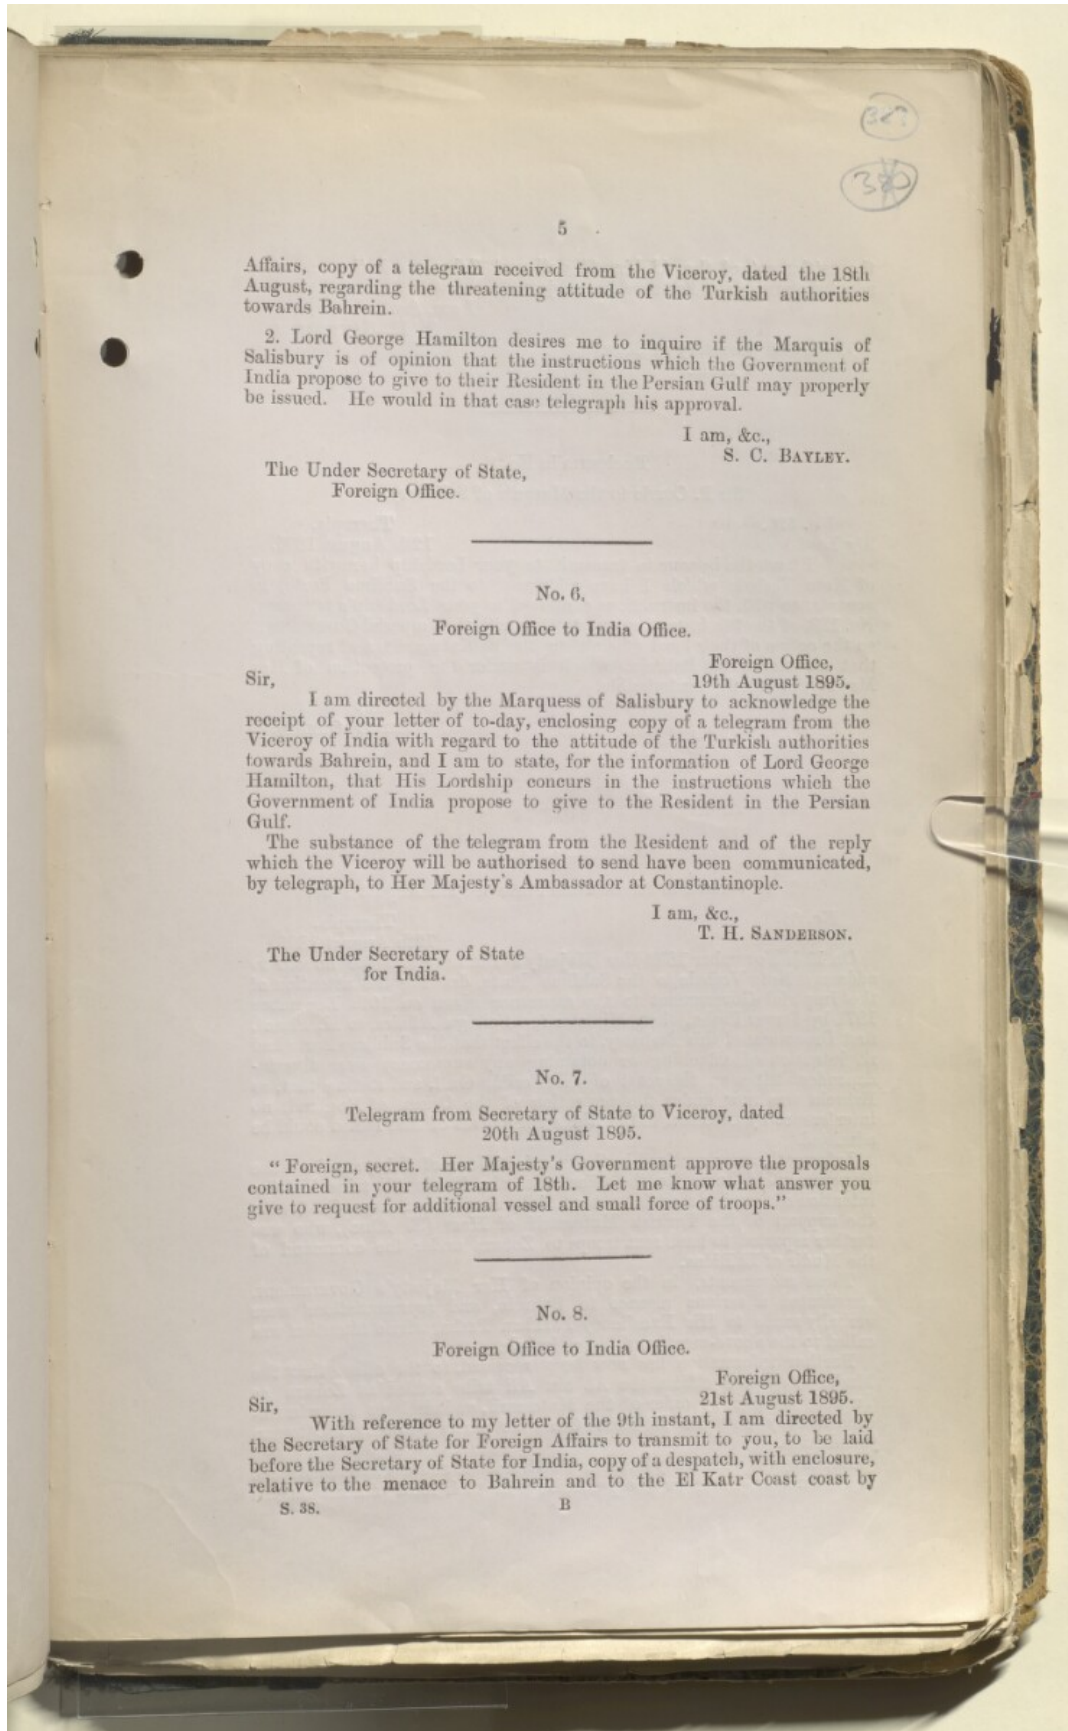 5
Affairs, copy of a telegram received from the Viceroy, dated the 18th
August, regarding the threatening attitude of the Turkish authorities
towards Bahrein.
2. Lord George Hamilton desires me to inquire if the Marquis of
Salisbury is of opinion that the instructions which the Government of
India propose to give to their Resident in the Persian Gulf may properly
be issued. He would in that case telegraph his approval.
I am, &c.,
S. C. BAYLEY.
The Under Secretary of State,
Foreign Office.
No. 6.
Foreign Office to India Office.
Foreign Office,
Sir, 19th August 1895.
I am directed by the Marquess of Salisbury to acknowledge the
receipt of your letter of to-day, enclosing copy of a telegram from the
Viceroy of India with regard to the attitude of the Turkish authorities
towards Bahrein, and I am to state, for the information of Lord George
Hamilton, that His Lordship concurs in the instructions which the
Government of India propose to give to the Resident in the Persian
Gulf.
The substance of the telegram from the Resident and of the reply
which the Viceroy will be authorised to send have been communicated,
by telegraph, to Her Majesty's Ambassador at Constantinople.
I am, &c.,
T. H. SANDERSON.
The Under Secretary of State
for India.
No. 7.
Telegram from Secretary of State to Viceroy, dated
20th August 1895.
"Foreign, secret. Her Majesty's Government approve the proposals
contained in your telegram of 18th. Let me know what answer you
give to request for additional vessel and small force of troops."
No. 8.
Foreign Office to India Office.
Foreign Office,
21st August 1895.
Sir,
With reference to my letter of the 9th instant, I am directed by
the Secretary of State for Foreign Affairs to transmit to you, to be laid
before the Secretary of State for India, copy of a despatch, with enclosure,
relative to the menace to Bahrein and to the El Katr Coast coast by
S. 38. B